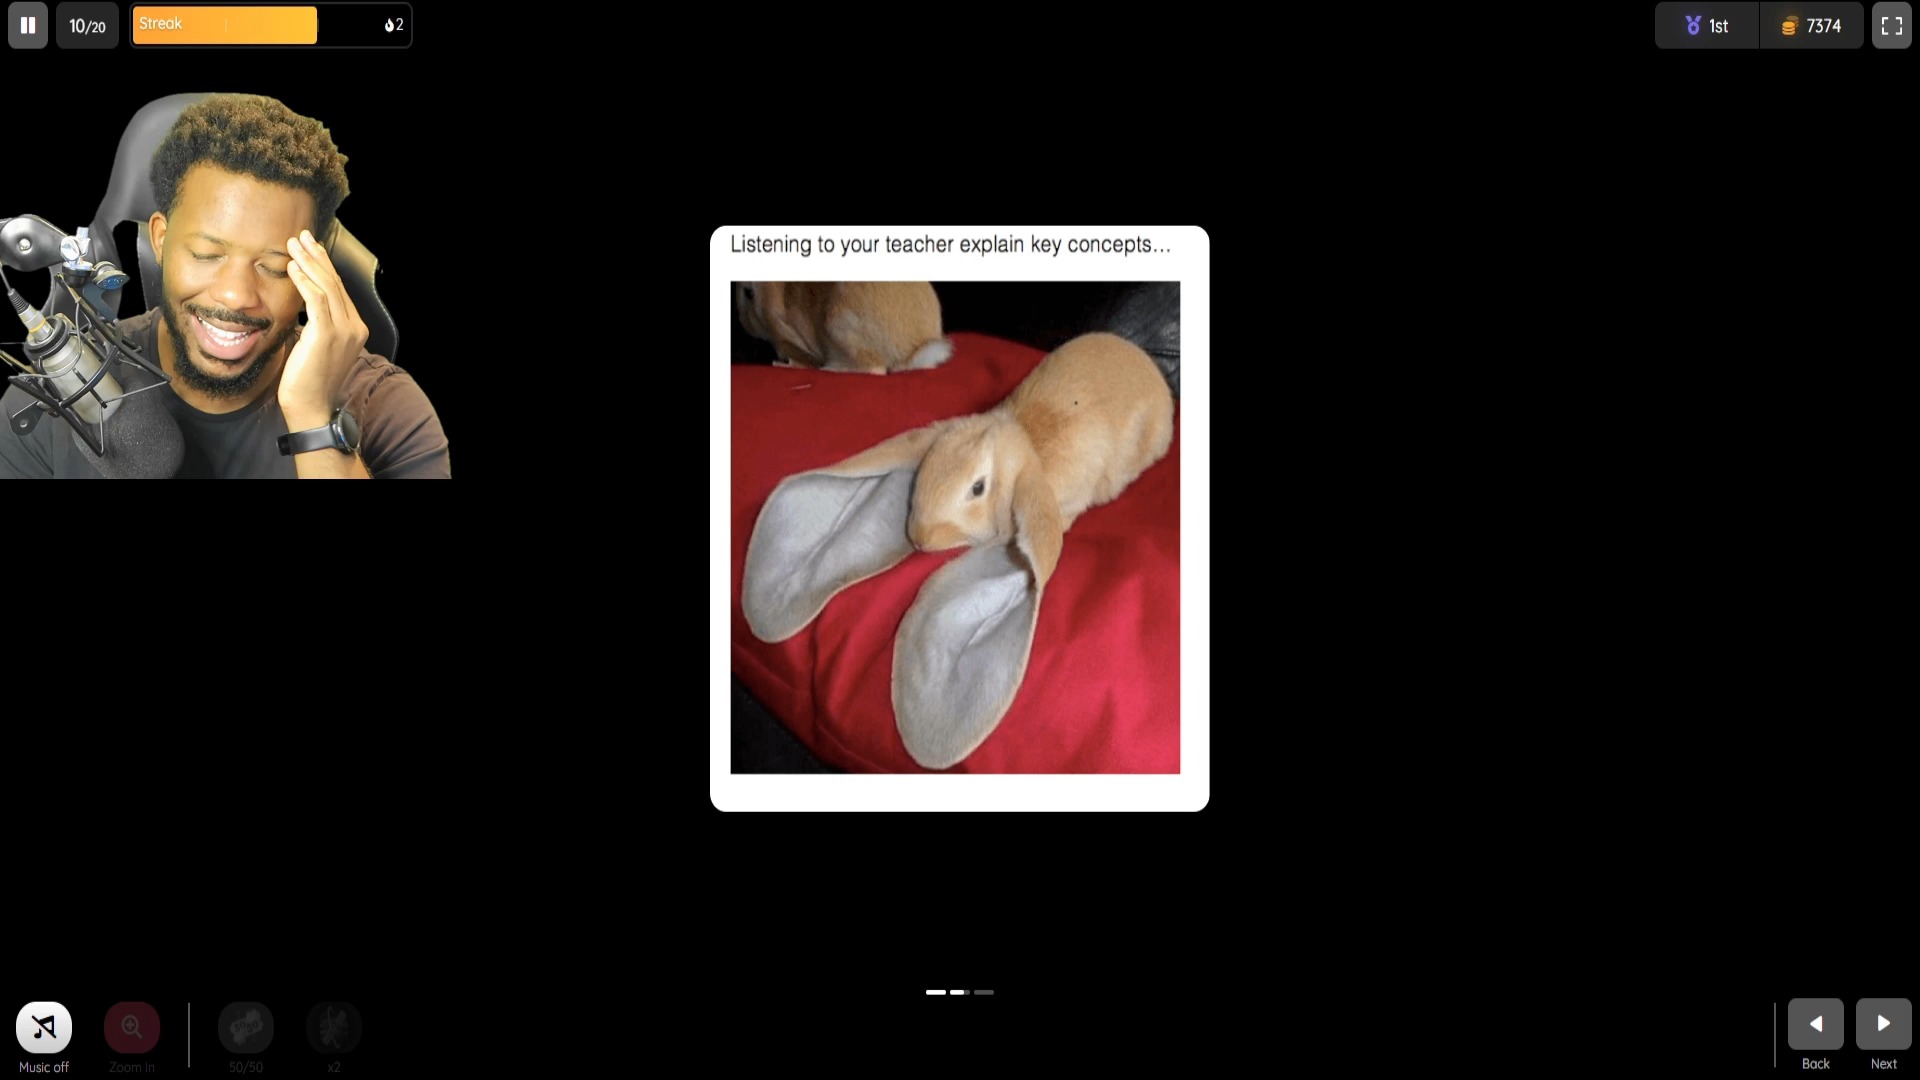 10/20
Streak
2
1st
7374
Listening to your teacher explain key concepts...
Music off
Zoom In
50/50
x2
Back
Next